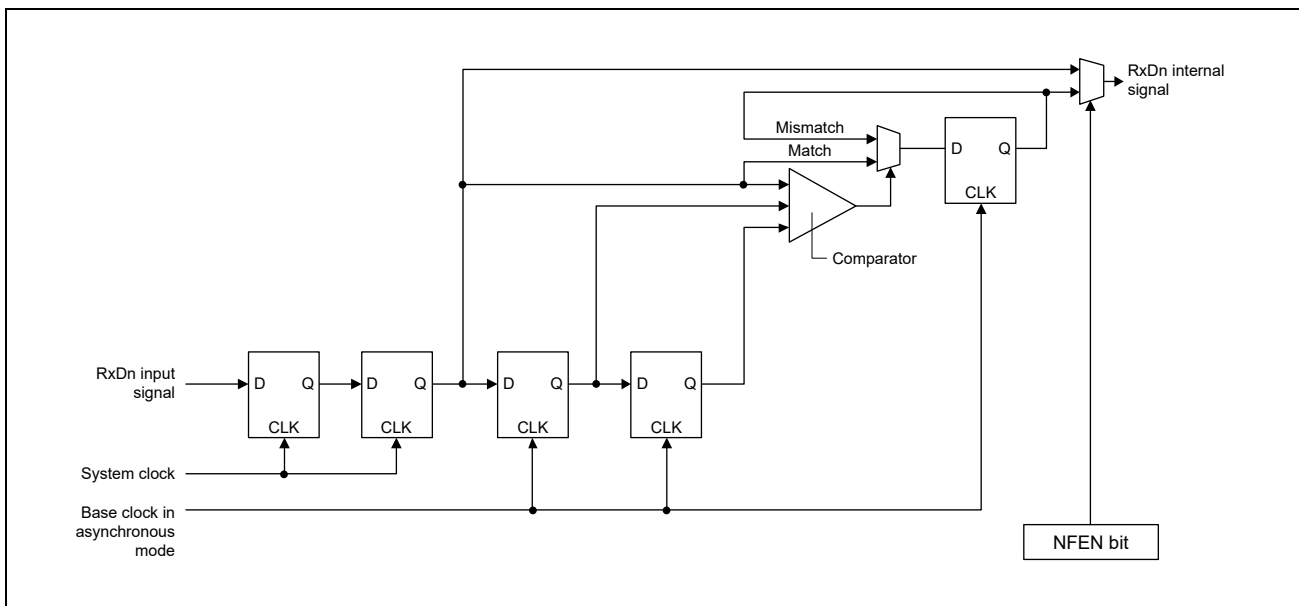 RxDn internal
signal
Mismatch
Match
D Q
CLK
Comparator
RxDn input
signal
D Q
CLK
D Q
CLK
D Q
CLK
D Q
CLK
System clock
Base clock in
asynchronous
mode
NFEN bit